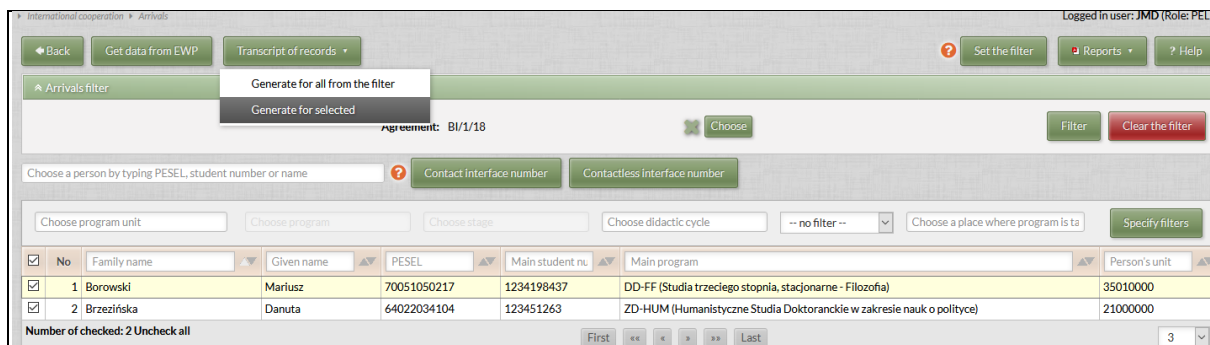 International cooperation Arrivals Logged in user: JMD (Role: PEL
Back Get data from EWP Transcript of records ? Set the filter Reports ? Help
Generate for all from the filter
Arrivals filter
Generate for selected
Agreement: BI/1/18 Choose Filter Clear the filter
Choose a person by typing PESEL, student number or name ? Contact interface number Contactless interface number
Choose program unit Choose program Choose stage Choose didactic cycle -- no filter -- Choose a place where program is ta Specify filters
No Family name Given name PESEL Main student nu Main program Person's unit
1 Borowski Mariusz 70051050217 1234198437 DD-FF (Studia trzeciego stopnia, stacjonarne - Filozofia) 35010000
2 Brzezińska Danuta 64022034104 123451263 ZD-HUM (Humanistyczne Studia Doktoranckie w zakresie nauk o polityce) 21000000
Number of checked: 2 Uncheck all First «« « » »» Last 3